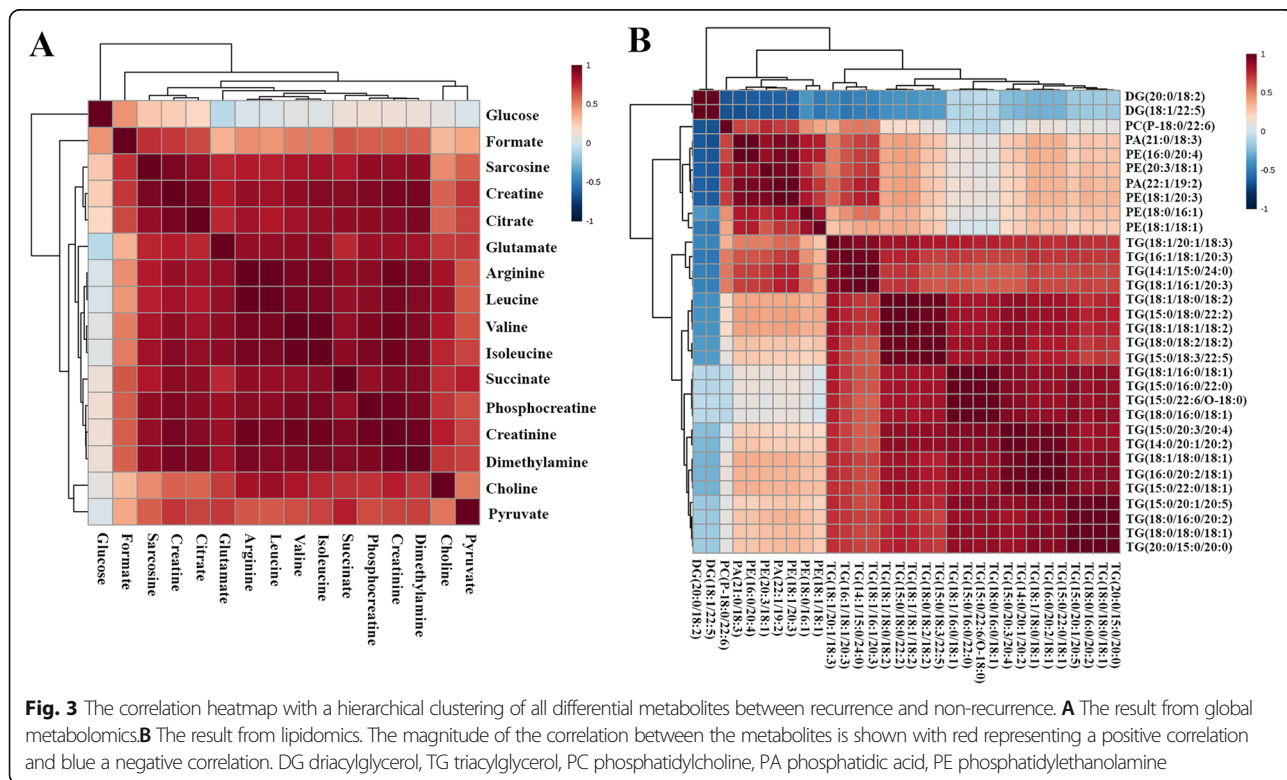 A
1
0.5
0
-0.5
-1
Glucose
Formate
Sarcosine
Creatine
Citrate
Glutamate
Arginine
Leucine
Valine
Isoleucine
Succinate
Phosphocreatine
Creatinine
Dimethylamine
Choline
Pyruvate
Glucose
Formate
Sarcosine
Creatine
Citrate
Glutamate
Arginine
Leucine
Valine
Isoleucine
Succinate
Phosphocreatine
Creatinine
Dimethylamine
Choline
Pyruvate
B
1
0.5
0
-0.5
-1
DG(20:0/18:2)
DG(18:1/22:5)
PC(P-18:0/22:6)
PA(21:0/18:3)
PE(16:0/20:4)
PE(20:3/18:1)
PA(22:1/19:2)
PE(18:1/20:3)
PE(18:0/16:1)
PE(18:1/18:1)
TG(18:1/20:1/18:3)
TG(16:1/18:1/20:3)
TG(14:1/15:0/24:0)
TG(18:1/16:1/20:3)
TG(18:1/18:0/18:2)
TG(15:0/18:0/22:2)
TG(18:1/18:1/18:2)
TG(18:0/18:2/18:2)
TG(15:0/18:3/22:5)
TG(18:1/16:0/18:1)
TG(15:0/16:0/22:0)
TG(15:0/22:6/O-18:0)
TG(18:0/16:0/18:1)
TG(15:0/20:3/20:4)
TG(14:0/20:1/20:2)
TG(18:1/18:0/18:1)
TG(16:0/20:2/18:1)
TG(15:0/22:0/18:1)
TG(15:0/20:1/20:5)
TG(18:0/16:0/20:2)
TG(18:0/18:0/18:1)
TG(20:0/15:0/20:0)
DG(20:0/18:2)
DG(18:1/22:5)
PC(P-18:0/22:6)
PA(21:0/18:3)
PE(16:0/20:4)
PE(20:3/18:1)
PA(22:1/19:2)
PE(18:1/20:3)
PE(18:0/16:1)
PE(18:1/18:1)
TG(18:1/20:1/18:3)
TG(16:1/18:1/20:3)
TG(14:1/15:0/24:0)
TG(18:1/16:1/20:3)
TG(18:1/18:0/18:2)
TG(15:0/18:0/22:2)
TG(18:1/18:1/18:2)
TG(18:0/18:2/18:2)
TG(15:0/18:3/22:5)
TG(18:1/16:0/18:1)
TG(15:0/16:0/22:0)
TG(15:0/22:6/O-18:0)
TG(18:0/16:0/18:1)
TG(15:0/20:3/20:4)
TG(14:0/20:1/20:2)
TG(18:1/18:0/18:1)
TG(16:0/20:2/18:1)
TG(15:0/22:0/18:1)
TG(15:0/20:1/20:5)
TG(18:0/16:0/20:2)
TG(18:0/18:0/18:1)
TG(20:0/15:0/20:0)
Fig. 3 The correlation heatmap with a hierarchical clustering of all differential metabolites between recurrence and non-recurrence. A The result from global
metabolomics.B The result from lipidomics. The magnitude of the correlation between the metabolites is shown with red representing a positive correlation
and blue a negative correlation. DG driacylglycerol, TG triacylglycerol, PC phosphatidylcholine, PA phosphatidic acid, PE phosphatidylethanolamine